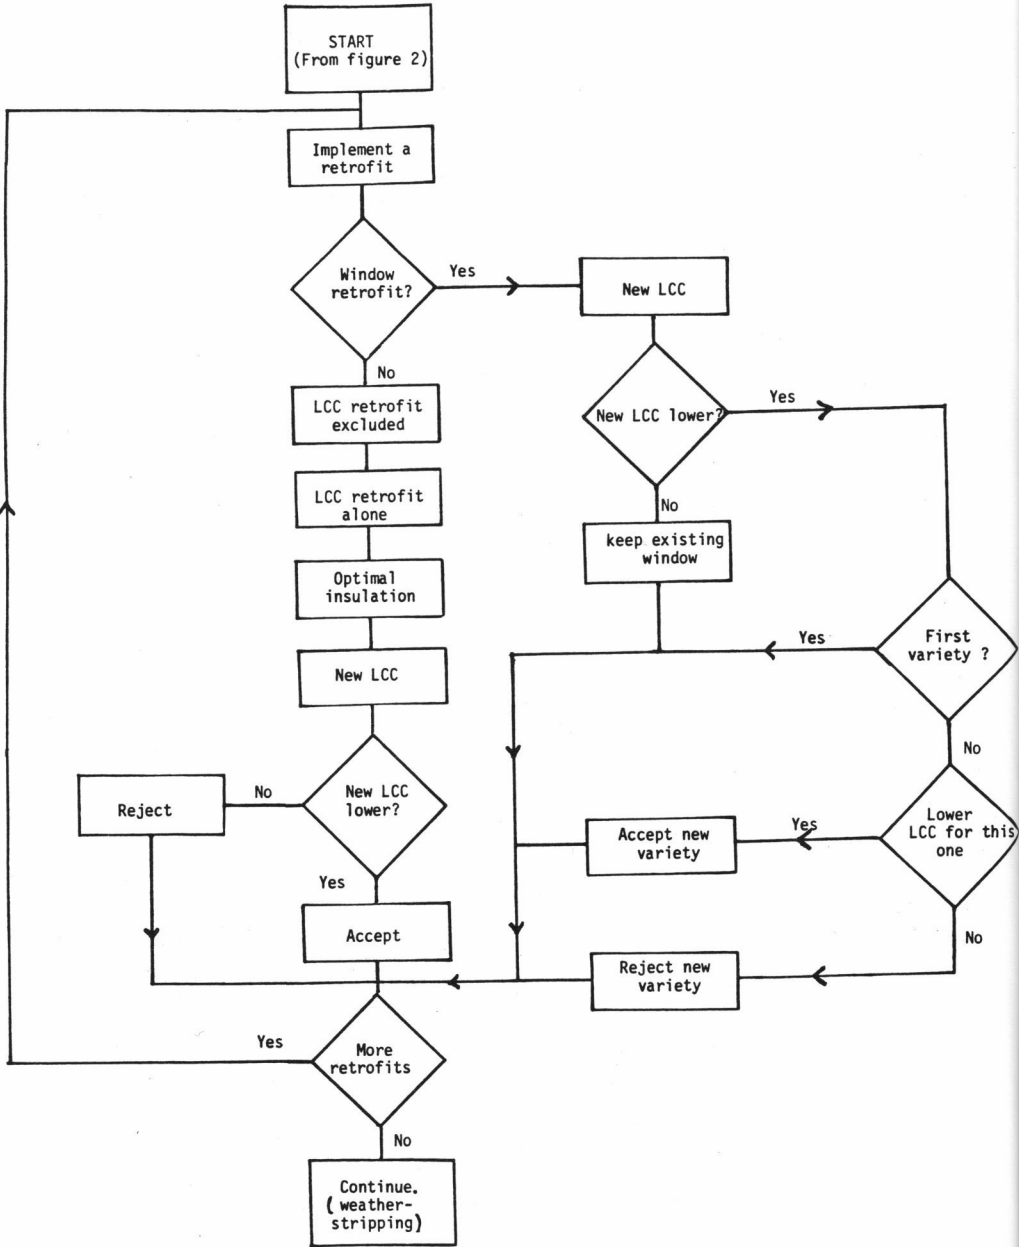 START
(From figure 2)
Implement a
retrofit
Window
retrofit?
Yes
New LCC
No
LCC retrofit
excluded
New LCC lower?
Yes
LCC retrofit
alone
No
keep existing
window
Optimal
insulation
First
variety ?
Yes
New LCC
No
New LCC
lower?
No
Reject
Lower
LCC for this
one
Yes
Accept new
variety
Yes
Accept
No
Reject new
variety
More
retrofits
Yes
No
Continue.
(weather-
stripping)